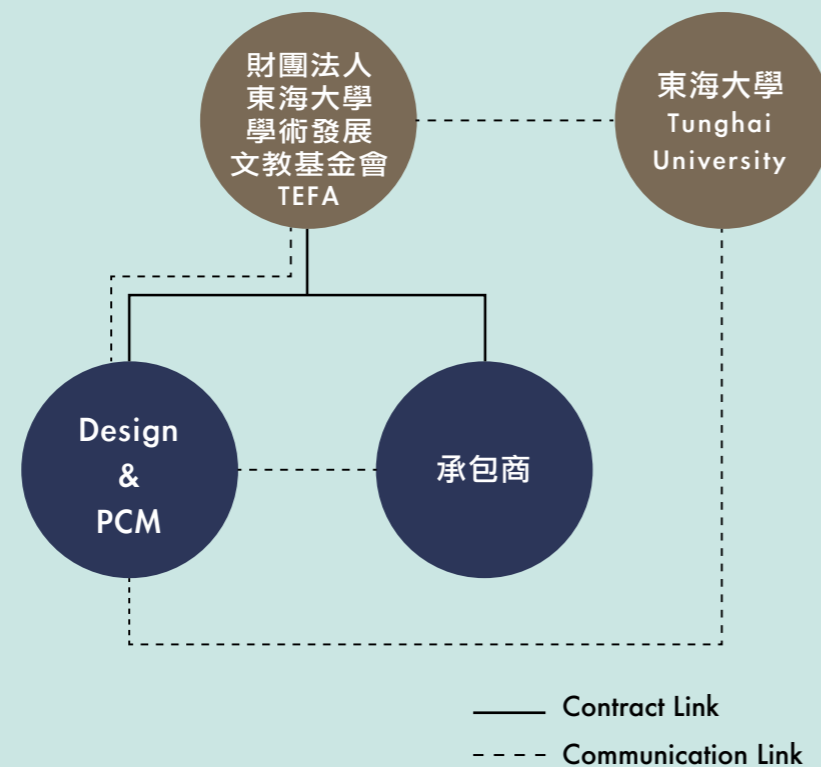 財團法人
東海大學
學術發展
文教基金會
TEFA
東海大學
Tunghai
University
Design
&
PCM
承包商
Contract Link
Communication Link